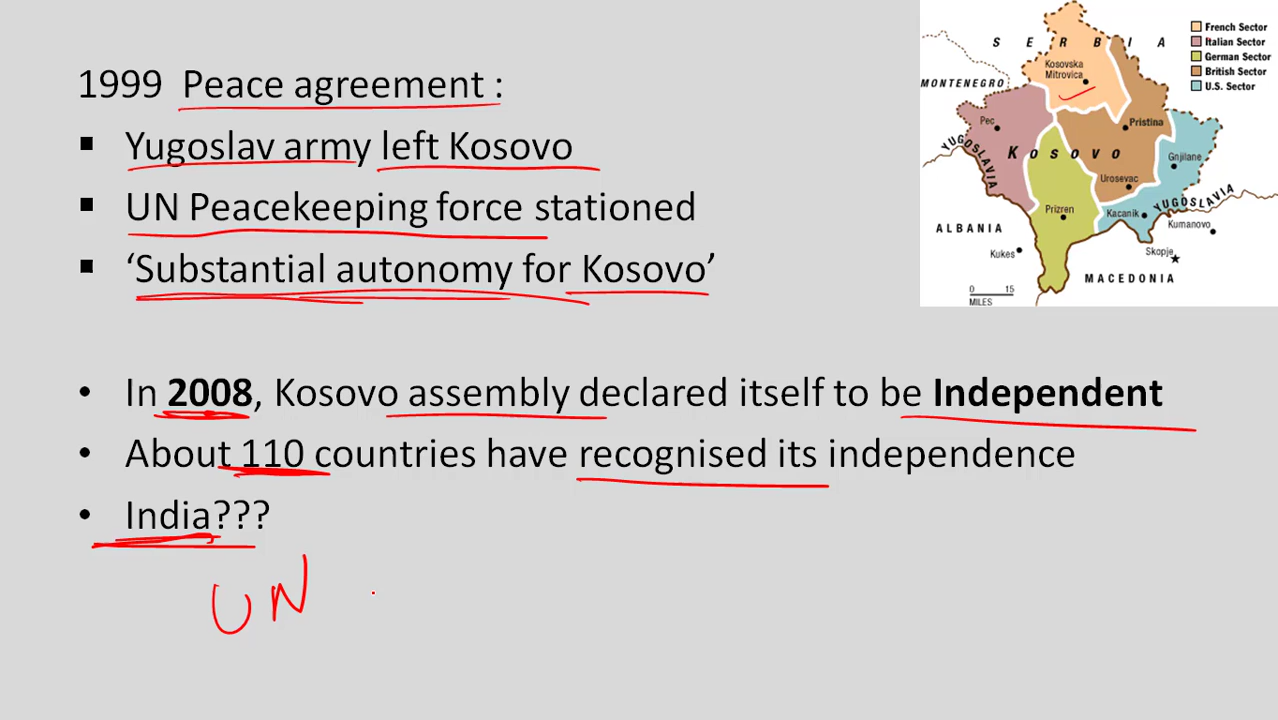 1999 Peace agreement :
▪ Yugoslav army left Kosovo
▪ UN Peacekeeping force stationed
▪ ‘Substantial autonomy for Kosovo’
• In 2008, Kosovo assembly declared itself to be Independent
• About 110 countries have recognised its independence
• India???
UN
French Sector
Italian Sector
German Sector
British Sector
U.S. Sector
SERBIA
Kosovska
Mitrovica
MONTENEGRO
Pec
Pristina
YUGOSLAVIA
Kosovo
Gnjilane
Urosevac
Prizren
Kacanik
YUGOSLAVIA
Kumanovo
ALBANIA
Kukes
Skopje
MACEDONIA
0 15
MILES